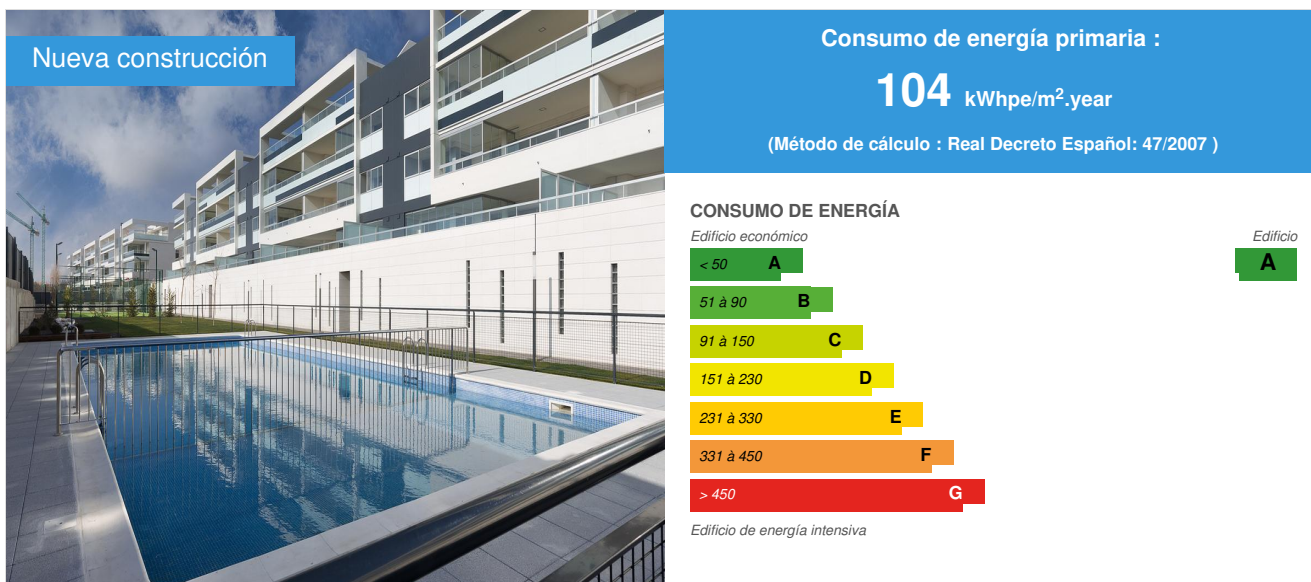 Nueva construcción
Consumo de energía primaria :
104 kWhpe/m².year
(Método de cálculo : Real Decreto Español: 47/2007 )
CONSUMO DE ENERGÍA
Edificio económico
Edificio
< 50 A
A
51 à 90 B
91 à 150 C
151 à 230 D
231 à 330 E
331 à 450 F
> 450 G
Edificio de energía intensiva